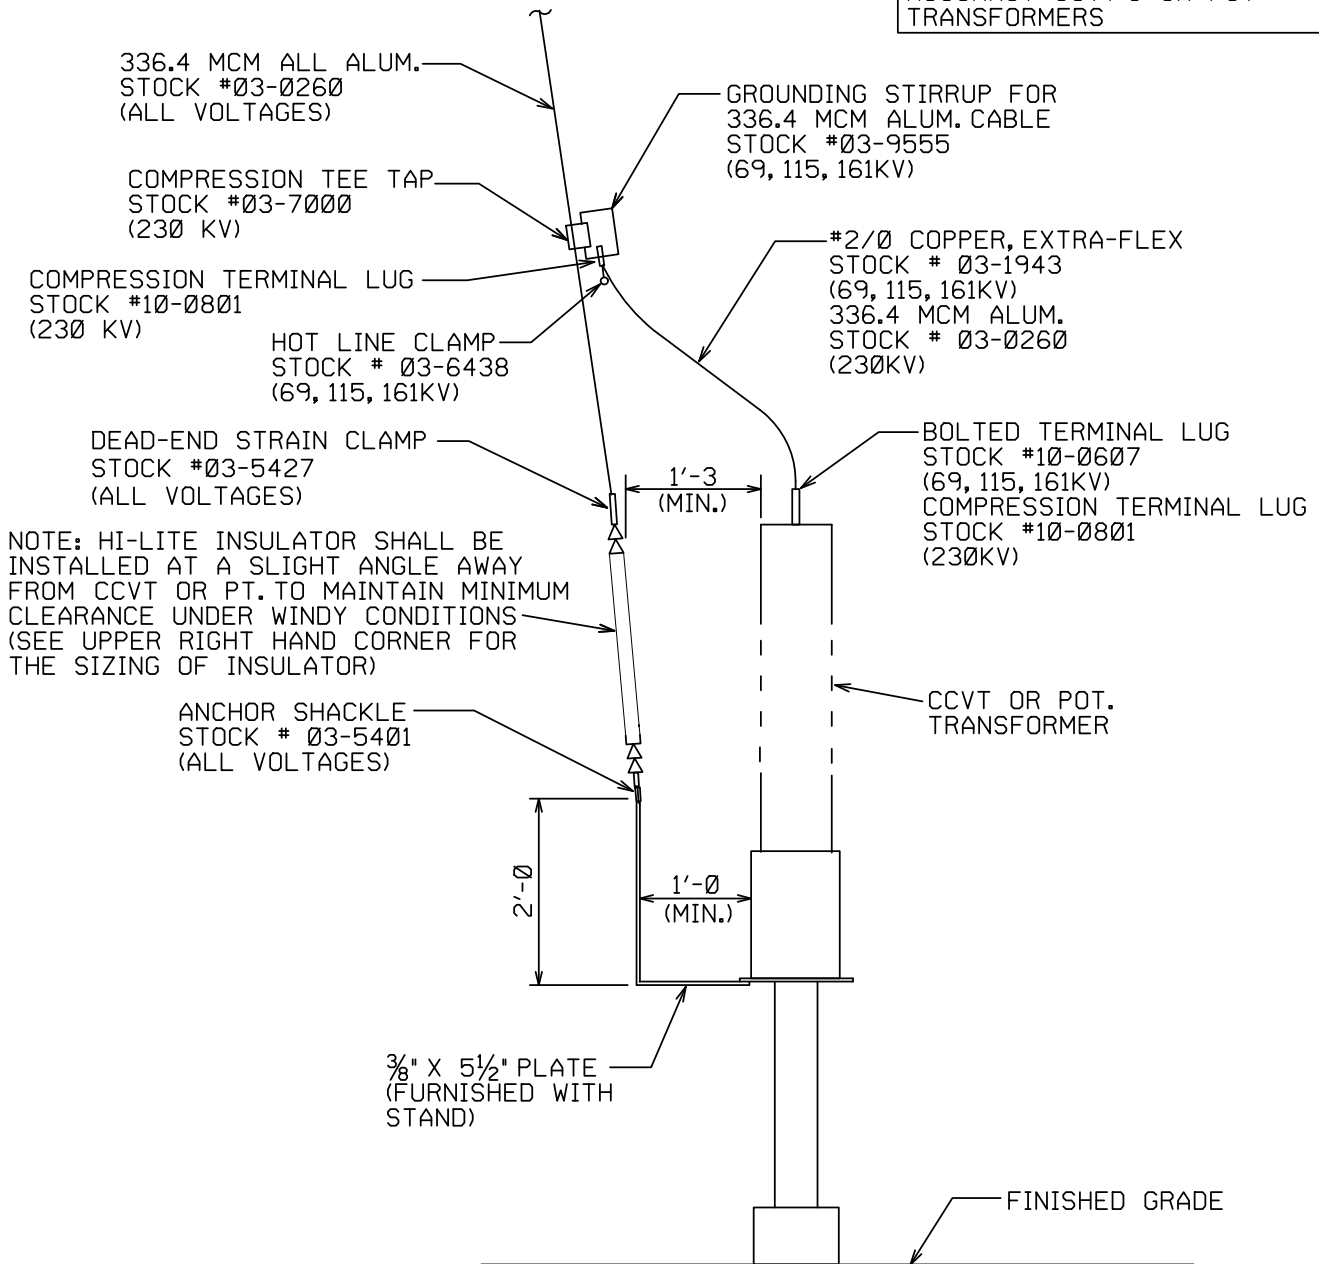 TRANSFORMERS
336.4 MCM ALL ALUM.
STOCK #03-0260
(ALL VOLTAGES)
GROUNDING STIRRUP FOR
336.4 MCM ALUM. CABLE
STOCK #03-9555
(69, 115, 161KV)
COMPRESSION TEE TAP
STOCK #03-7000
(230 KV)
#2/0 COPPER, EXTRA-FLEX
STOCK # 03-1943
(69, 115, 161KV)
336.4 MCM ALUM.
STOCK # 03-0260
(230KV)
COMPRESSION TERMINAL LUG
STOCK #10-0801
(230 KV)
HOT LINE CLAMP
STOCK # 03-6438
(69, 115, 161KV)
DEAD-END STRAIN CLAMP
STOCK #03-5427
(ALL VOLTAGES)
1'-3
(MIN.)
BOLTED TERMINAL LUG
STOCK #10-0607
(69, 115, 161KV)
COMPRESSION TERMINAL LUG
STOCK #10-0801
(230KV)
NOTE: HI-LITE INSULATOR SHALL BE
INSTALLED AT A SLIGHT ANGLE AWAY
FROM CCVT OR PT. TO MAINTAIN MINIMUM
CLEARANCE UNDER WINDY CONDITIONS
(SEE UPPER RIGHT HAND CORNER FOR
THE SIZING OF INSULATOR)
CCVT OR POT.
TRANSFORMER
ANCHOR SHACKLE
STOCK # 03-5401
(ALL VOLTAGES)
2'-0
1'-0
(MIN.)
3/8" X 5 1/2" PLATE
(FURNISHED WITH
STAND)
FINISHED GRADE